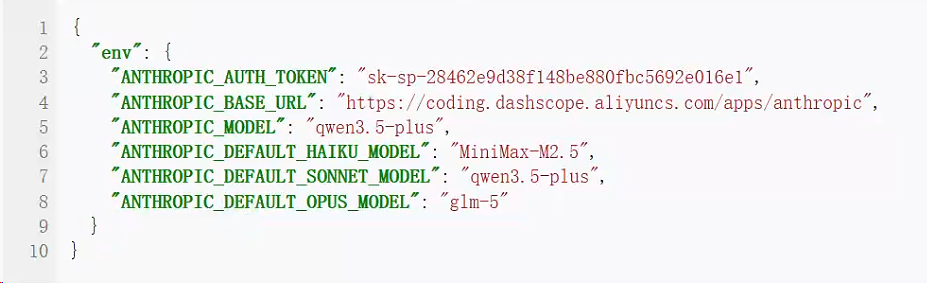 1 {
2 "env": {
3 "ANTHROPIC_AUTH_TOKEN": "sk-sp-28462e9d38f148be880fbc5692e016e1",
4 "ANTHROPIC_BASE_URL": "https://coding.dashscope.aliyuncs.com/apps/anthropic",
5 "ANTHROPIC_MODEL": "qwen3.5-plus",
6 "ANTHROPIC_DEFAULT_HAIKU_MODEL": "MiniMax-M2.5",
7 "ANTHROPIC_DEFAULT_SONNET_MODEL": "qwen3.5-plus",
8 "ANTHROPIC_DEFAULT_OPUS_MODEL": "glm-5"
9 }
10 }